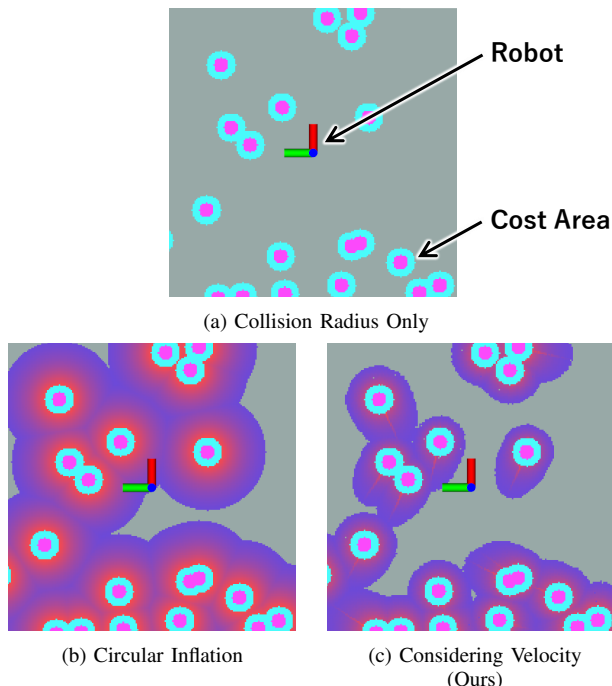 Robot
Cost Area
(a) Collision Radius Only
(b) Circular Inflation
(c) Considering Velocity
(Ours)